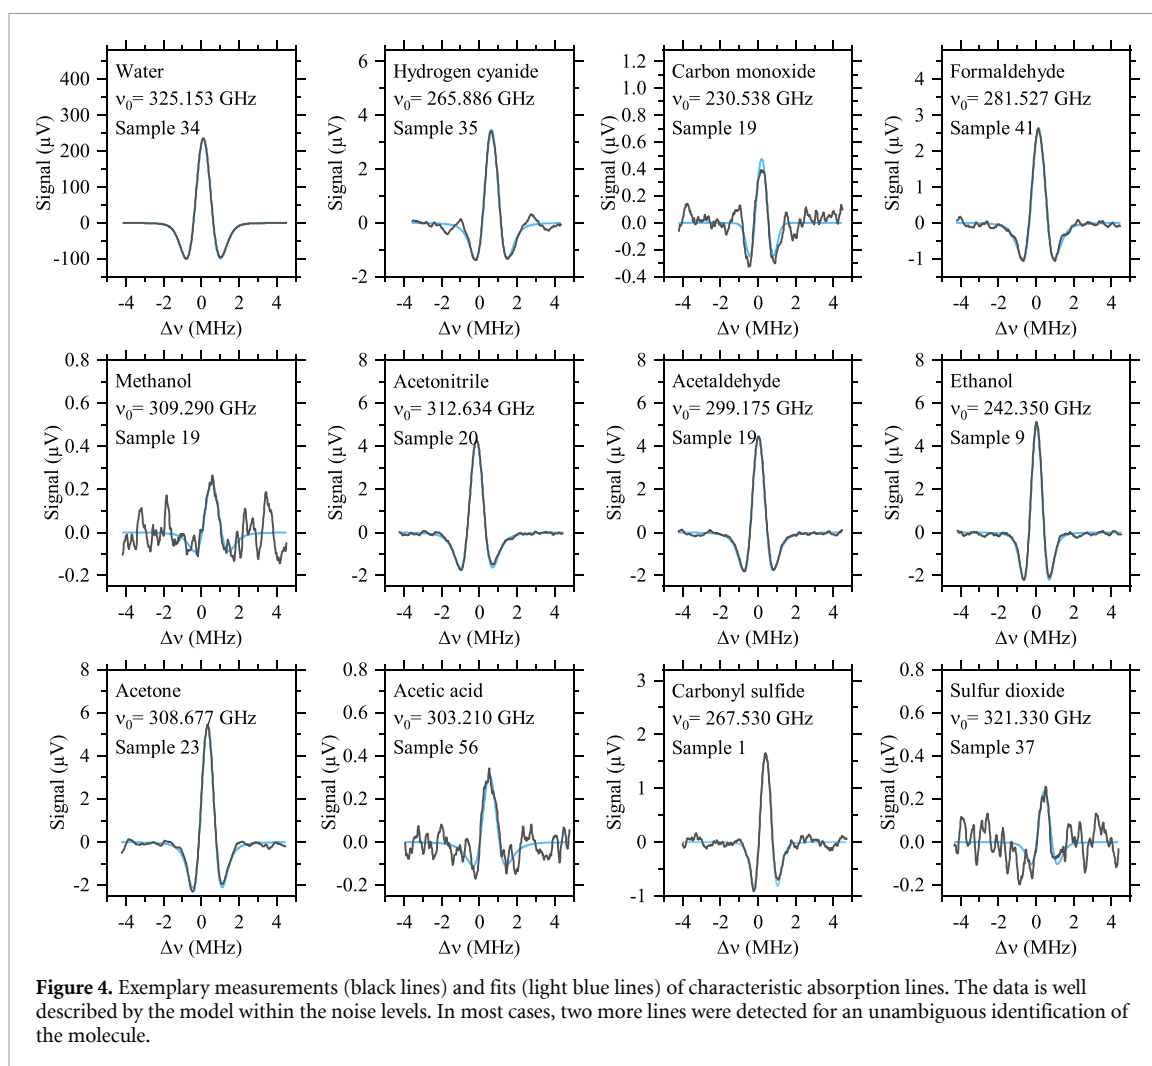 Water
ν0= 325.153 GHz
Sample 34
Signal (μV)
400
300
200
100
0
-100
-4 -2 0 2 4
Δν (MHz)
Hydrogen cyanide
ν0= 265.886 GHz
Sample 35
Signal (μV)
6
4
2
0
-2
-4 -2 0 2 4
Δν (MHz)
Carbon monoxide
ν0= 230.538 GHz
Sample 19
Signal (μV)
1.2
1.0
0.8
0.6
0.4
0.2
0.0
-0.2
-0.4
-4 -2 0 2 4
Δν (MHz)
Formaldehyde
ν0= 281.527 GHz
Sample 41
Signal (μV)
4
3
2
1
0
-1
-4 -2 0 2 4
Δν (MHz)
Methanol
ν0= 309.290 GHz
Sample 19
Signal (μV)
0.8
0.6
0.4
0.2
0.0
-0.2
-4 -2 0 2 4
Δν (MHz)
Acetonitrile
ν0= 312.634 GHz
Sample 20
Signal (μV)
8
6
4
2
0
-2
-4 -2 0 2 4
Δν (MHz)
Acetaldehyde
ν0= 299.175 GHz
Sample 19
Signal (μV)
8
6
4
2
0
-2
-4 -2 0 2 4
Δν (MHz)
Ethanol
ν0= 242.350 GHz
Sample 9
Signal (μV)
8
6
4
2
0
-2
-4 -2 0 2 4
Δν (MHz)
Acetone
ν0= 308.677 GHz
Sample 23
Signal (μV)
8
6
4
2
0
-2
-4 -2 0 2 4
Δν (MHz)
Acetic acid
ν0= 303.210 GHz
Sample 56
Signal (μV)
0.8
0.6
0.4
0.2
0.0
-0.2
-4 -2 0 2 4
Δν (MHz)
Carbonyl sulfide
ν0= 267.530 GHz
Sample 1
Signal (μV)
3
2
1
0
-1
-4 -2 0 2 4
Δν (MHz)
Sulfur dioxide
ν0= 321.330 GHz
Sample 37
Signal (μV)
0.8
0.6
0.4
0.2
0.0
-0.2
-4 -2 0 2 4
Δν (MHz)
Figure 4. Exemplary measurements (black lines) and fits (light blue lines) of characteristic absorption lines. The data is well
described by the model within the noise levels. In most cases, two more lines were detected for an unambiguous identification of
the molecule.